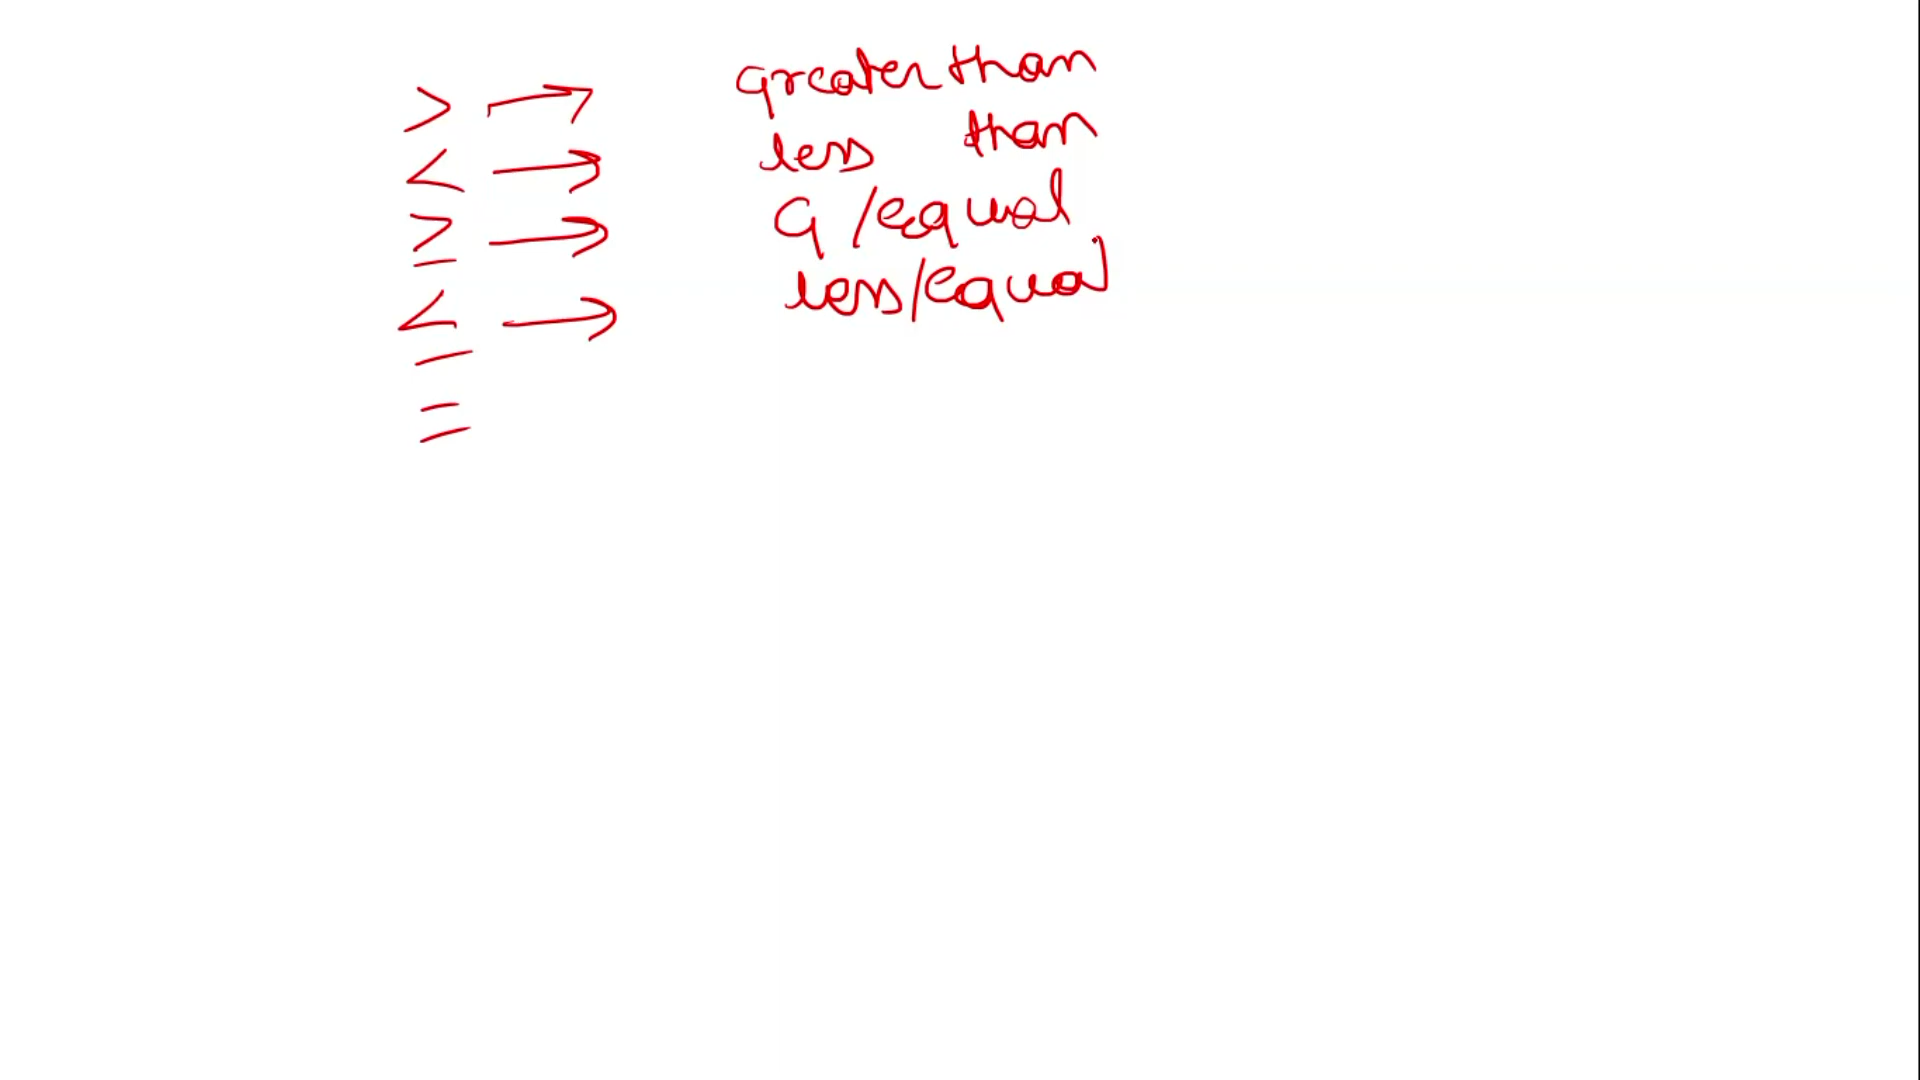 > → greater than
< → less than
≥ → G/equal
≤ → less/equal
=